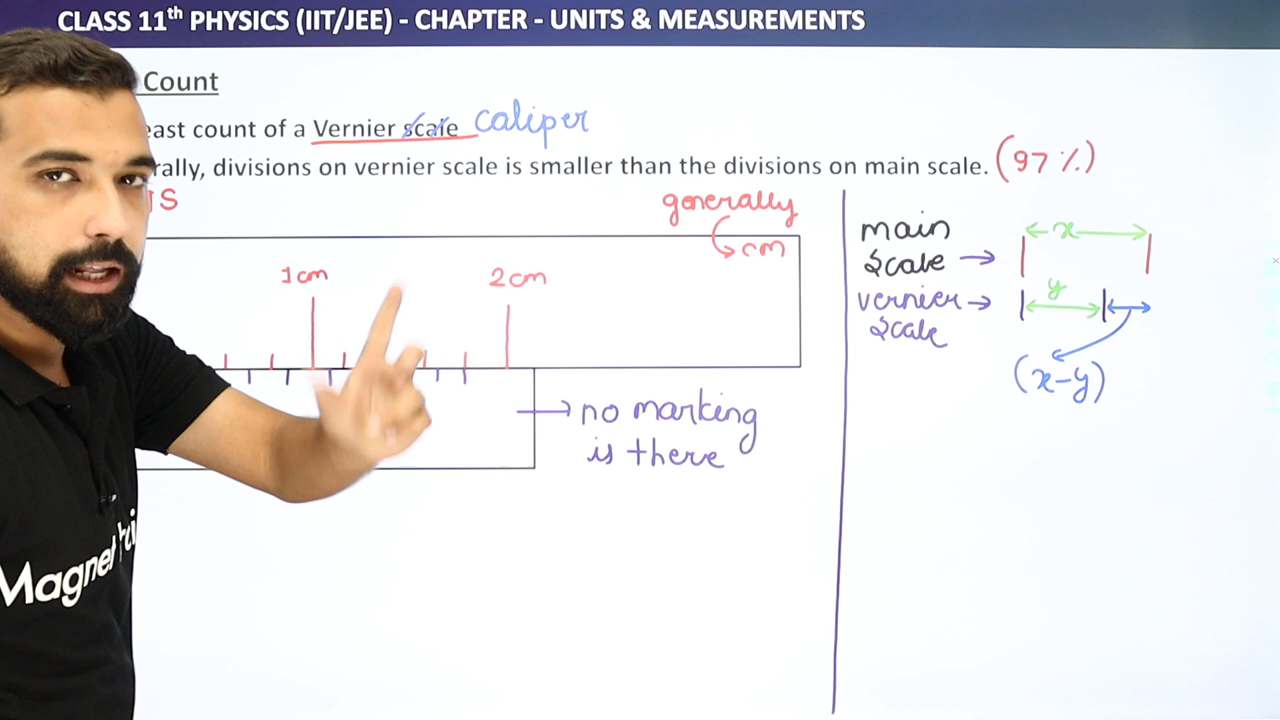 CLASS 11th PHYSICS (IIT/JEE) - CHAPTER - UNITS & MEASUREMENTS
Count
east count of a Vernier scale caliper
rally, divisions on vernier scale is smaller than the divisions on main scale. (97 %)
S
generally
cm
1cm
2cm
no marking
is there
main
scale →
x
vernier →
scale
y
(x-y)
Magnet